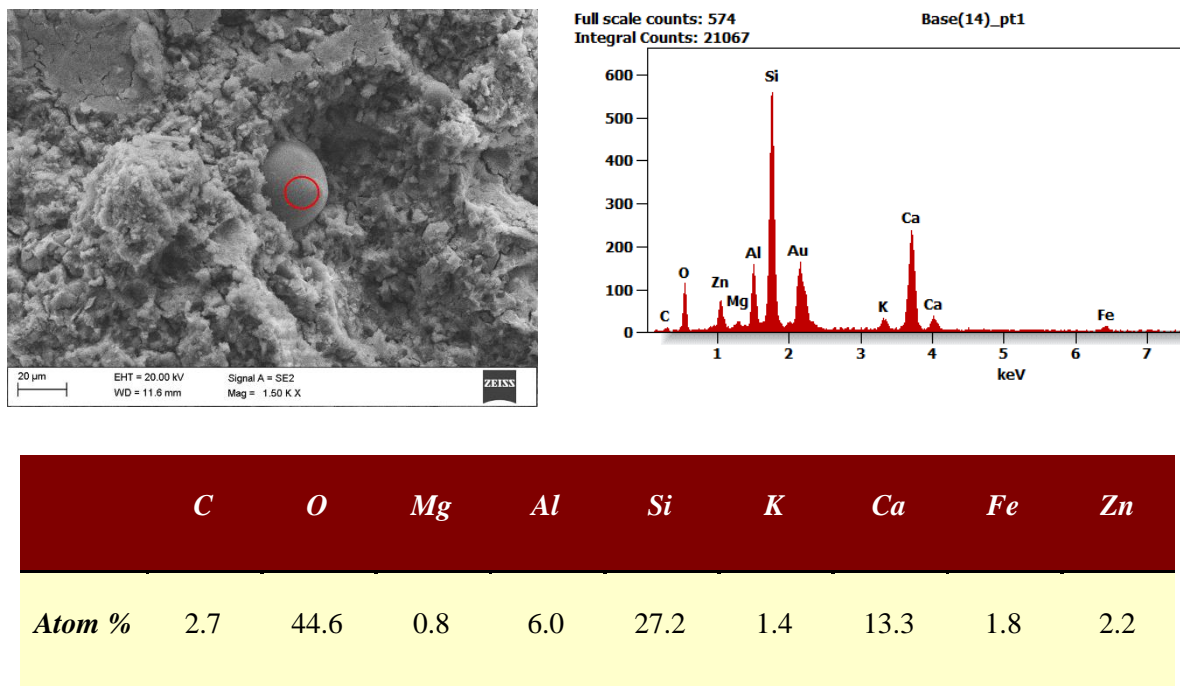 Full scale counts: 574 Base(14)_pt1
Integral Counts: 21067
600
500
400
300
200
100
0
C
O
Zn
Mg
Al
Si
Au
K
Ca
Ca
Fe
1 2 3 4 5 6 7
keV
20 µm EHT = 20.00 kV Signal A = SE2 ZEISS
WD = 11.6 mm Mag = 1.50 K X
C O Mg Al Si K Ca Fe Zn
Atom % 2.7 44.6 0.8 6.0 27.2 1.4 13.3 1.8 2.2